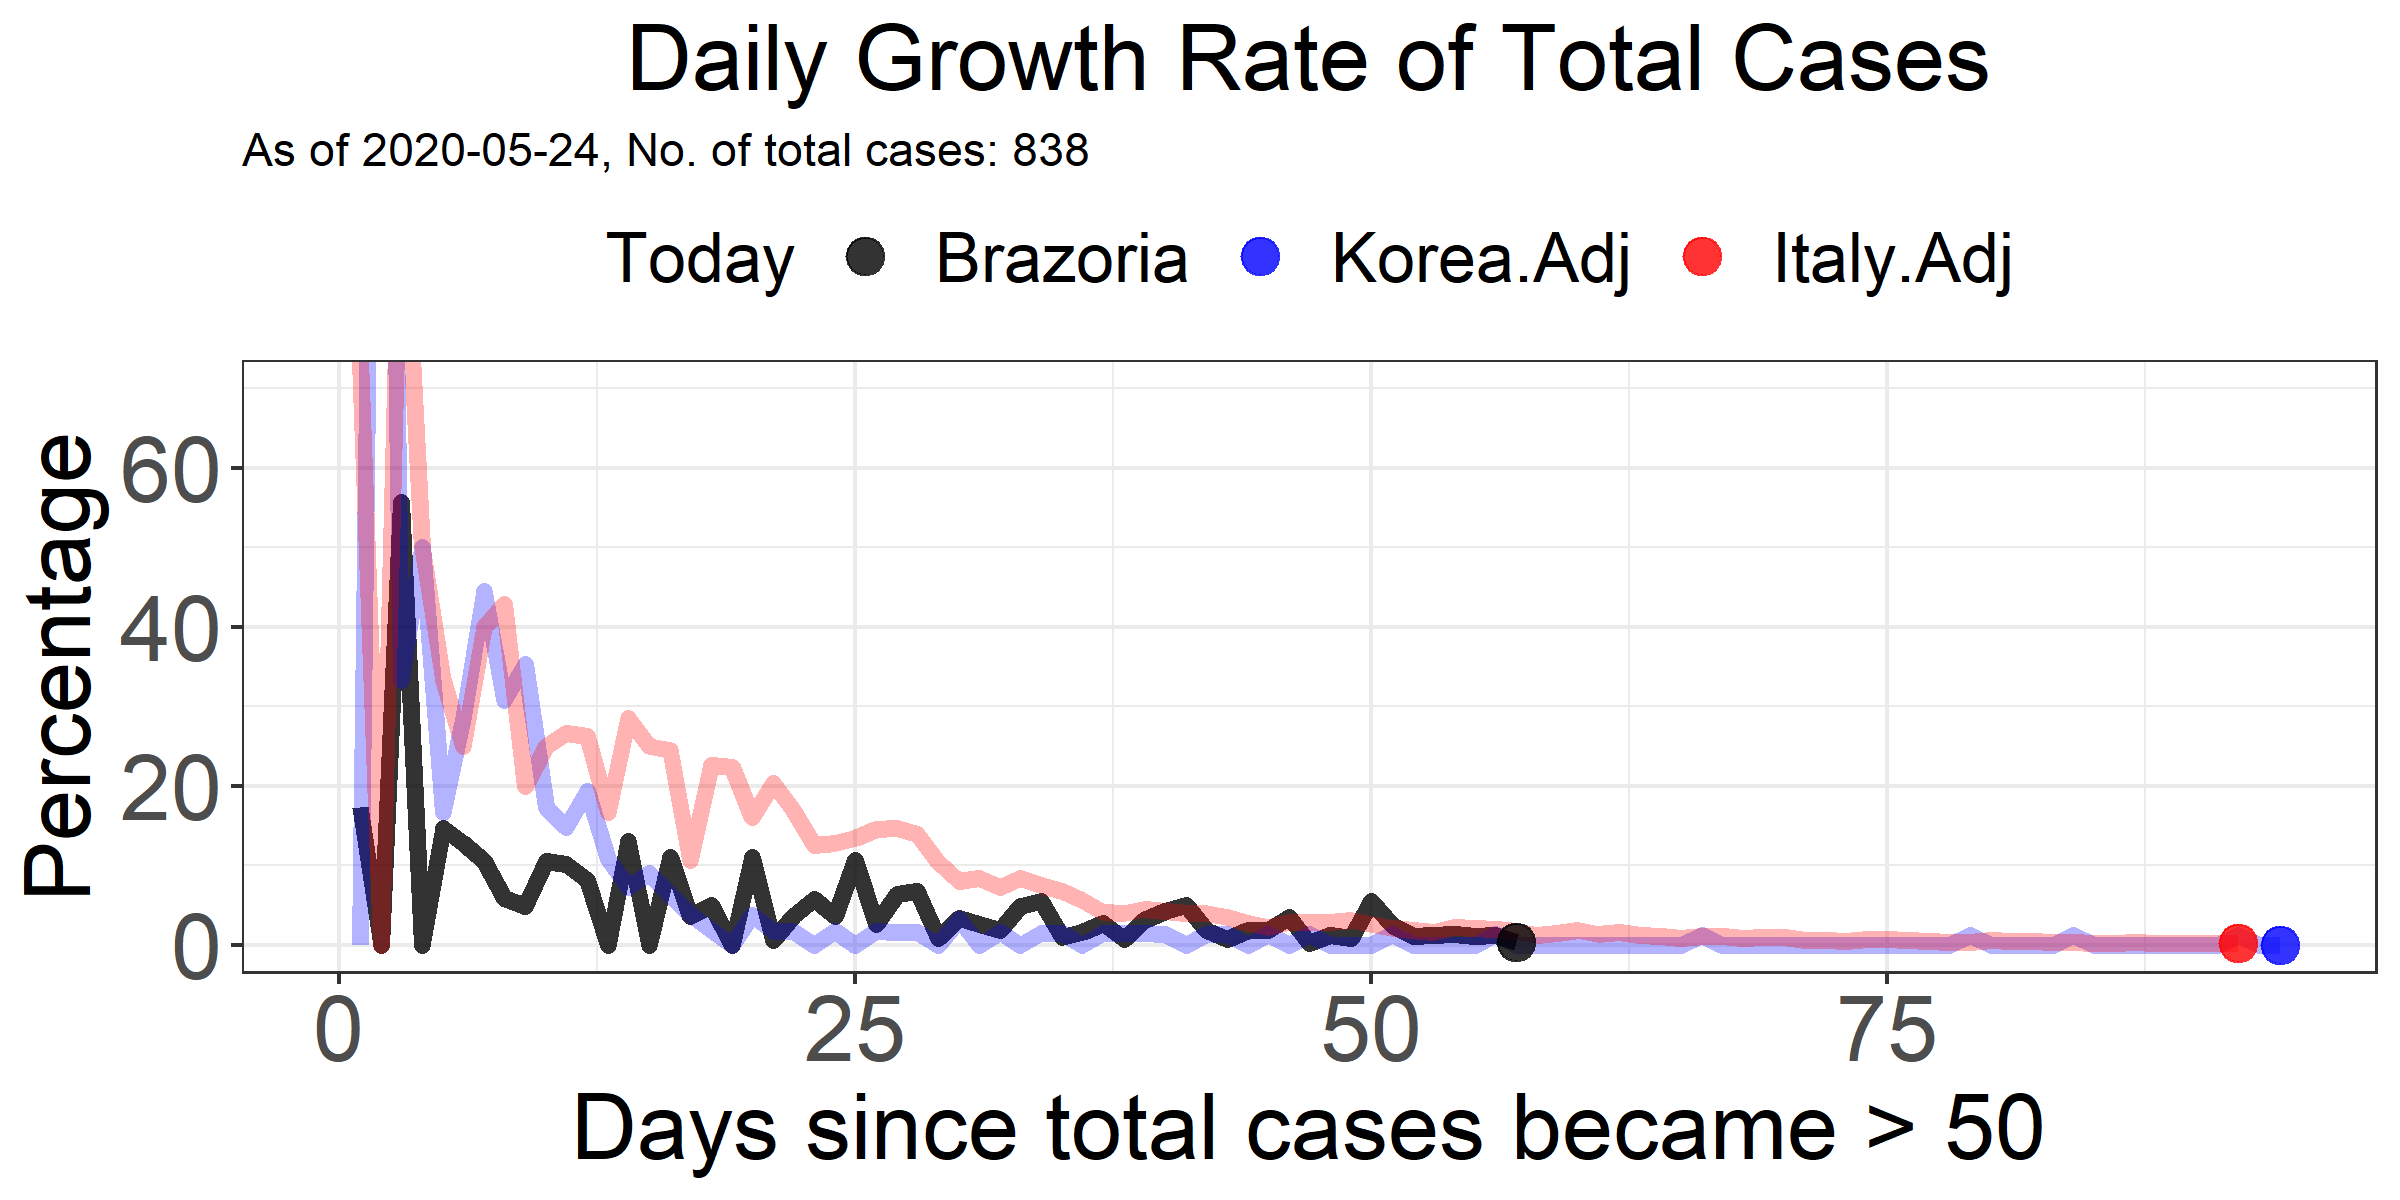 Daily Growth Rate of Total Cases
As of 2020-05-24, No. of total cases: 838
Today Brazoria Korea.Adj Italy.Adj
Percentage
60
40
20
0
0 25 50 75
Days since total cases became > 50